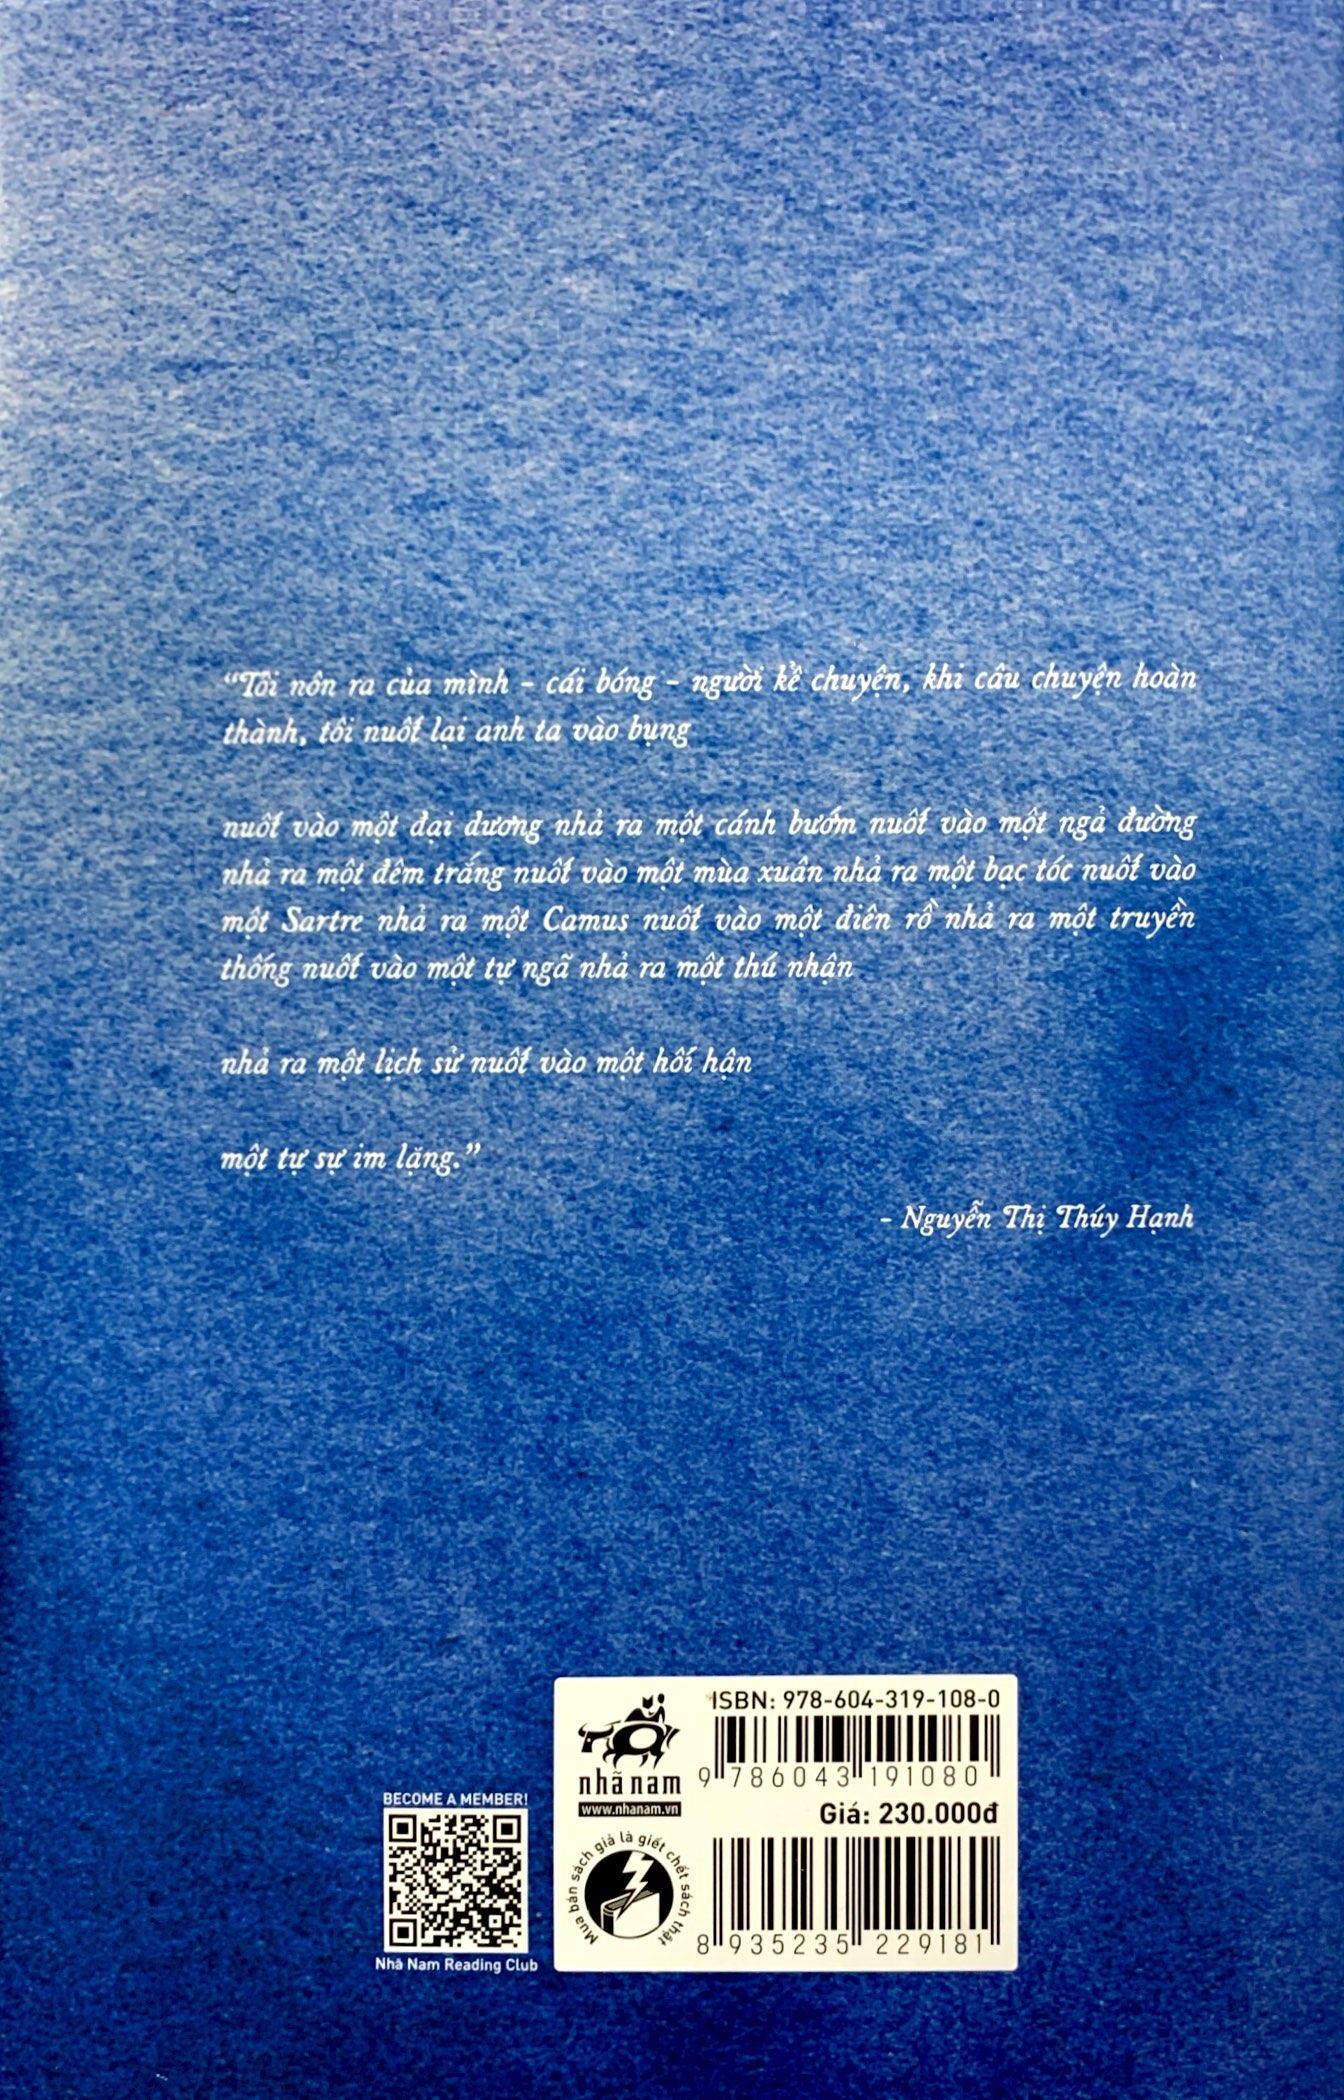 “Tôi nôn ra của mình – cái bóng – người kể chuyện, khi câu chuyện hoàn
thành, tôi nuốt lại anh ta vào bụng
nuốt vào một đại dương nhả ra một cánh bướm nuốt vào một ngả đường
nhả ra một đêm trắng nuốt vào một mùa xuân nhả ra một bạc tóc nuốt vào
một Sartre nhả ra một Camus nuốt vào một điên rồ nhả ra một truyền
thống nuốt vào một tự ngã nhả ra một thú nhận
nhả ra một lịch sử nuốt vào một hối hận
một tự sự im lặng.”
– Nguyễn Thị Thúy Hạnh
BECOME A MEMBER!
Nhã Nam Reading Club
nhã nam
www.nhanam.vn
Mua bán sách giả là giết chết sách thật
ISBN: 978-604-319-108-0
9 786043 191080
Giá: 230.000đ
8 935235 229181